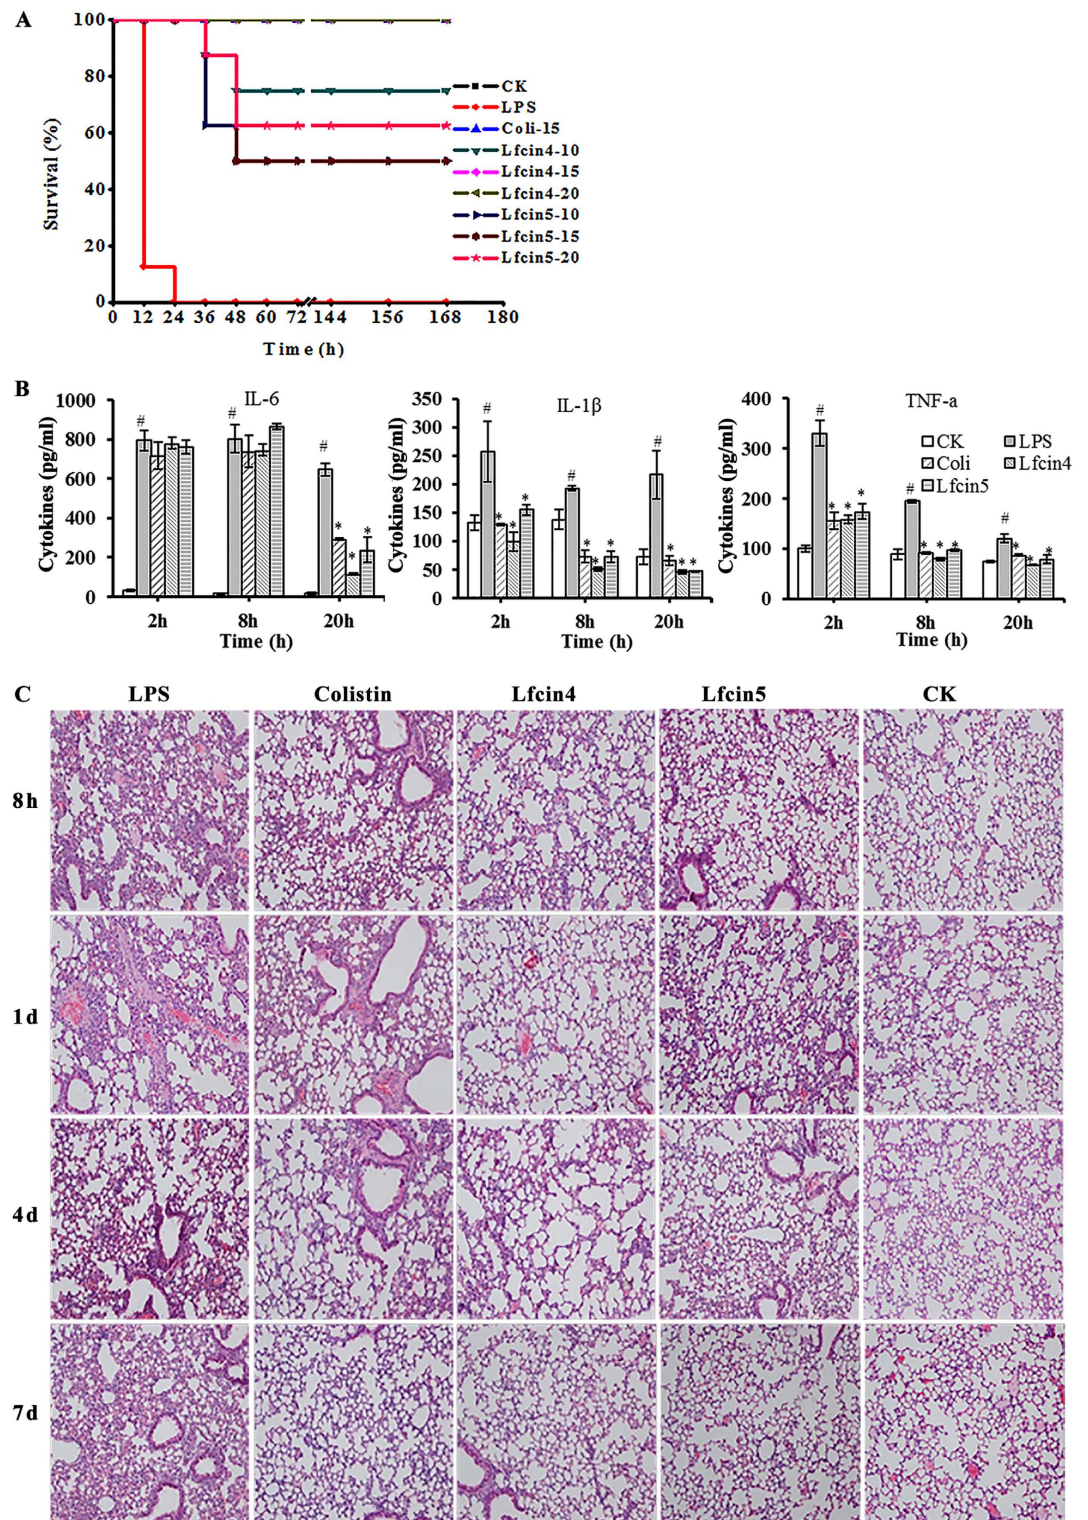 A
Survival (%)
100
80
60
40
20
0
0 12 24 36 48 60 72 144 156 168 180
Time (h)
CK
LPS
Coli-15
Lfcin4-10
Lfcin4-15
Lfcin4-20
Lfcin5-10
Lfcin5-15
Lfcin5-20
B
IL-6
Cytokines (pg/ml)
1000
800
600
400
200
0
# # # * * *
2h 8h 20h
Time (h)
IL-1β
Cytokines (pg/ml)
350
300
250
200
150
100
50
0
# * * * # * * * # * * *
2h 8h 20h
Time (h)
TNF-a
Cytokines (pg/ml)
400
300
200
100
0
# * * * # * * * # * * *
2h 8h 20h
Time (h)
CK LPS
Coli Lfcin4
Lfcin5
C LPS Colistin Lfcin4 Lfcin5 CK
8h
1d
4d
7d